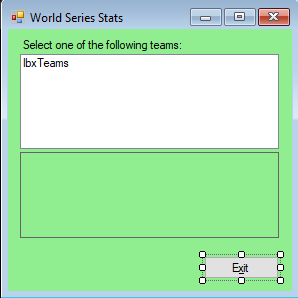 World Series Stats
Select one of the following teams:
lbxTeams
Exit